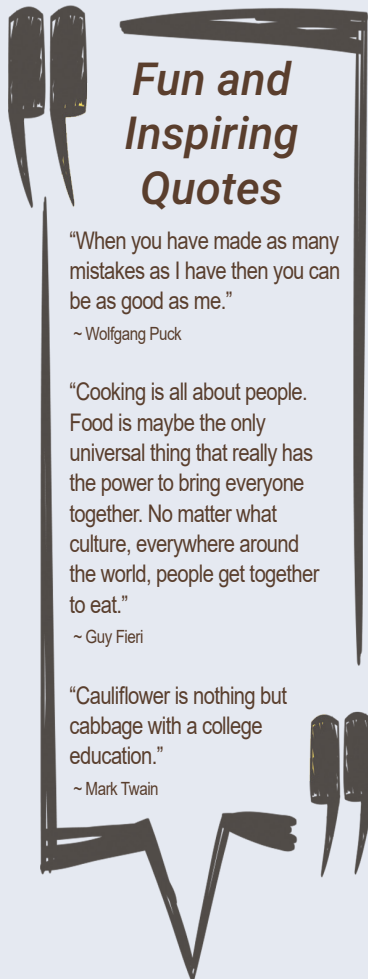 Fun and
Inspiring
Quotes
“When you have made as many
mistakes as I have then you can
be as good as me.”
~ Wolfgang Puck
“Cooking is all about people.
Food is maybe the only
universal thing that really has
the power to bring everyone
together. No matter what
culture, everywhere around
the world, people get together
to eat.”
~ Guy Fieri
“Cauliflower is nothing but
cabbage with a college
education.”
~ Mark Twain